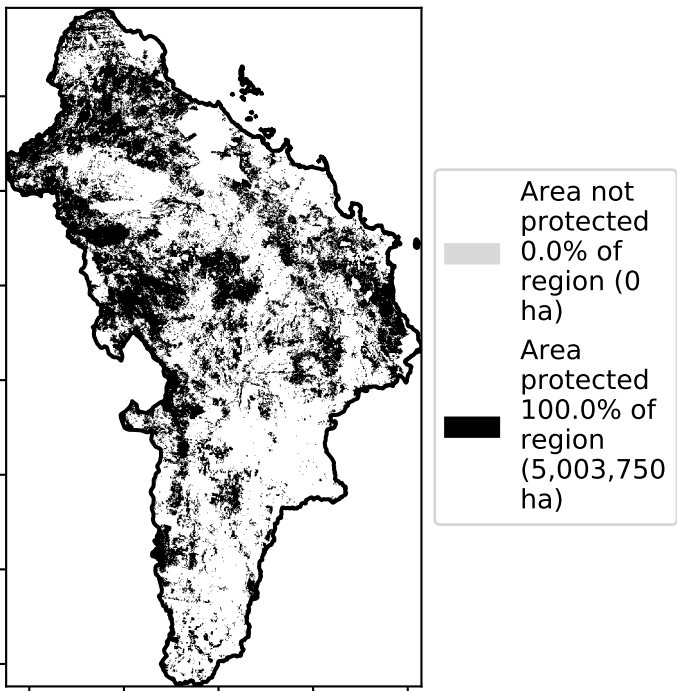 Area not
protected
0.0% of
region (0
ha)
Area
protected
100.0% of
region
(5,003,750
ha)